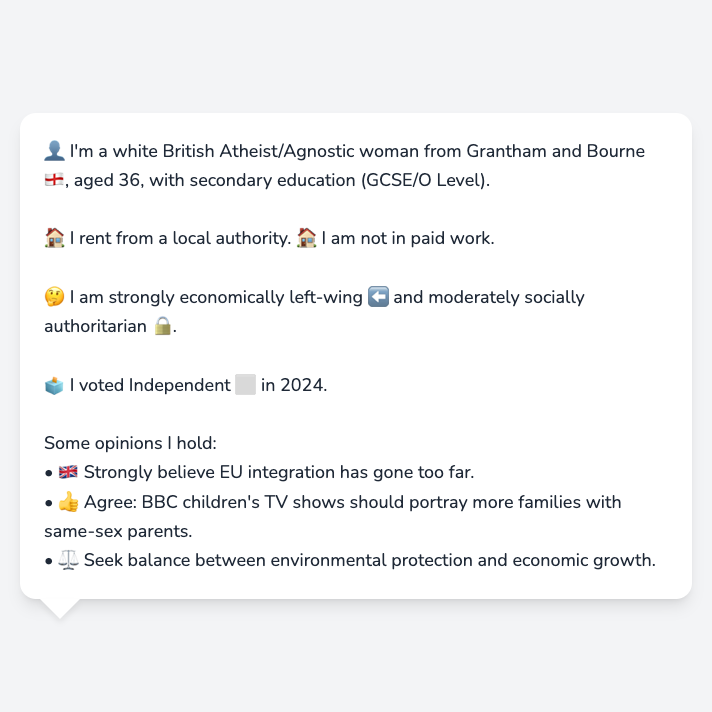 👤 I'm a white British Atheist/Agnostic woman from Grantham and Bourne
🏴󠁧󠁢󠁥󠁮󠁧󠁿, aged 36, with secondary education (GCSE/O Level).
🏠 I rent from a local authority. 🏠 I am not in paid work.
🤔 I am strongly economically left-wing ⬅️ and moderately socially
authoritarian 🔒.
🗳️ I voted Independent ⬜ in 2024.
Some opinions I hold:
• 🇬🇧 Strongly believe EU integration has gone too far.
• 👍 Agree: BBC children's TV shows should portray more families with
same-sex parents.
• ⚖️ Seek balance between environmental protection and economic growth.